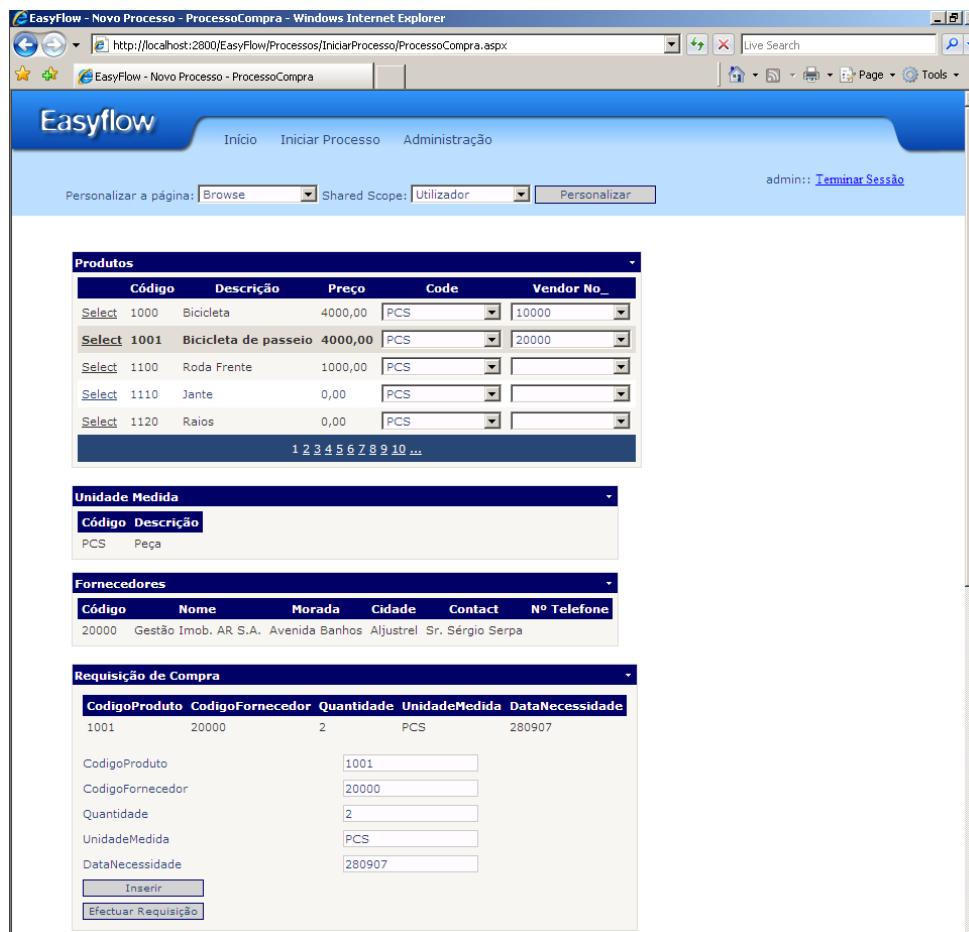 EasyFlow - Novo Processo - ProcessoCompra - Windows Internet Explorer
http://localhost:2800/EasyFlow/Processos/IniciarProcesso/ProcessoCompra.aspx
Live Search
EasyFlow - Novo Processo - ProcessoCompra
Page
Tools
Easyflow
Início Iniciar Processo Administração
admin:: Terminar Sessão
Personalizar a página: Browse Shared Scope: Utilizador Personalizar
Produtos
Código Descrição Preço Code Vendor No_
Select 1000 Bicicleta 4000,00 PCS 10000
Select 1001 Bicicleta de passeio 4000,00 PCS 20000
Select 1100 Roda Frente 1000,00 PCS
Select 1110 Jante 0,00 PCS
Select 1120 Raios 0,00 PCS
1 2 3 4 5 6 7 8 9 10 ...
Unidade Medida
Código Descrição
PCS Peça
Fornecedores
Código Nome Morada Cidade Contact Nº Telefone
20000 Gestão Imob. AR S.A. Avenida Banhos Aljustrel Sr. Sérgio Serpa
Requisição de Compra
CodigoProduto CodigoFornecedor Quantidade UnidadeMedida DataNecessidade
1001 20000 2 PCS 280907
CodigoProduto 1001
CodigoFornecedor 20000
Quantidade 2
UnidadeMedida PCS
DataNecessidade 280907
Inserir
Efectuar Requisição